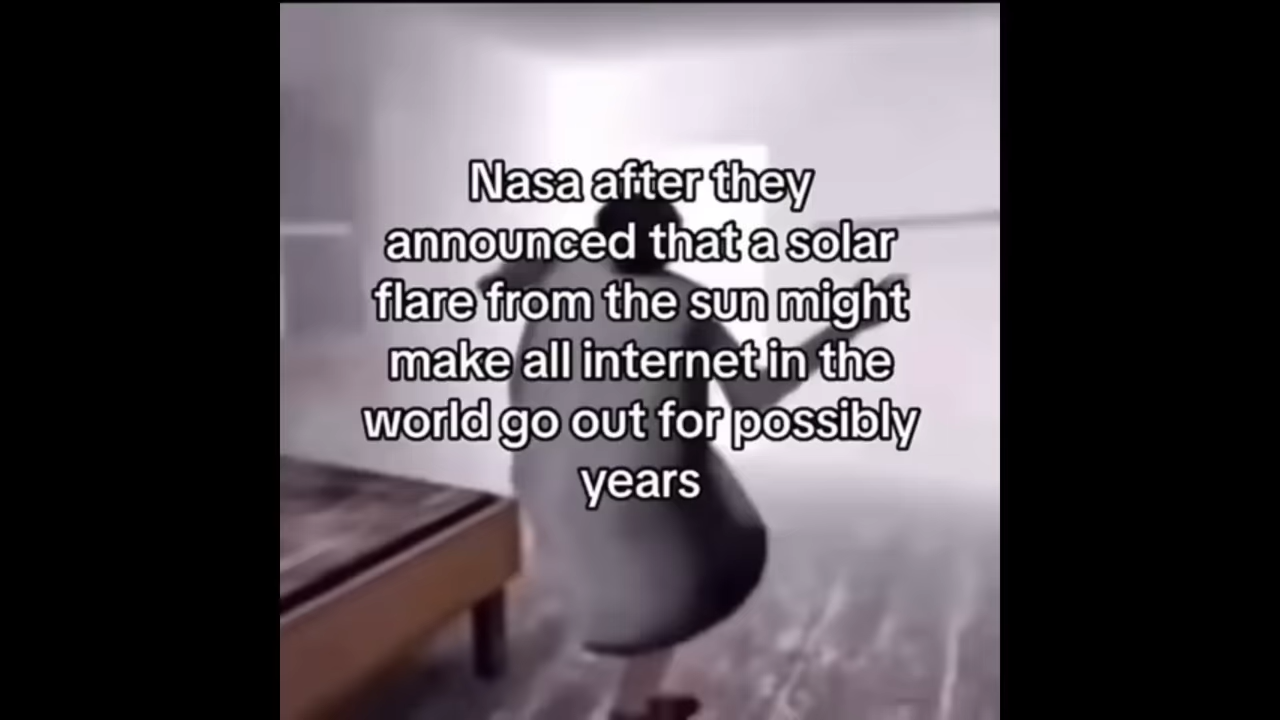 Nasa after they
announced that a solar
flare from the sun might
make all internet in the
world go out for possibly
years